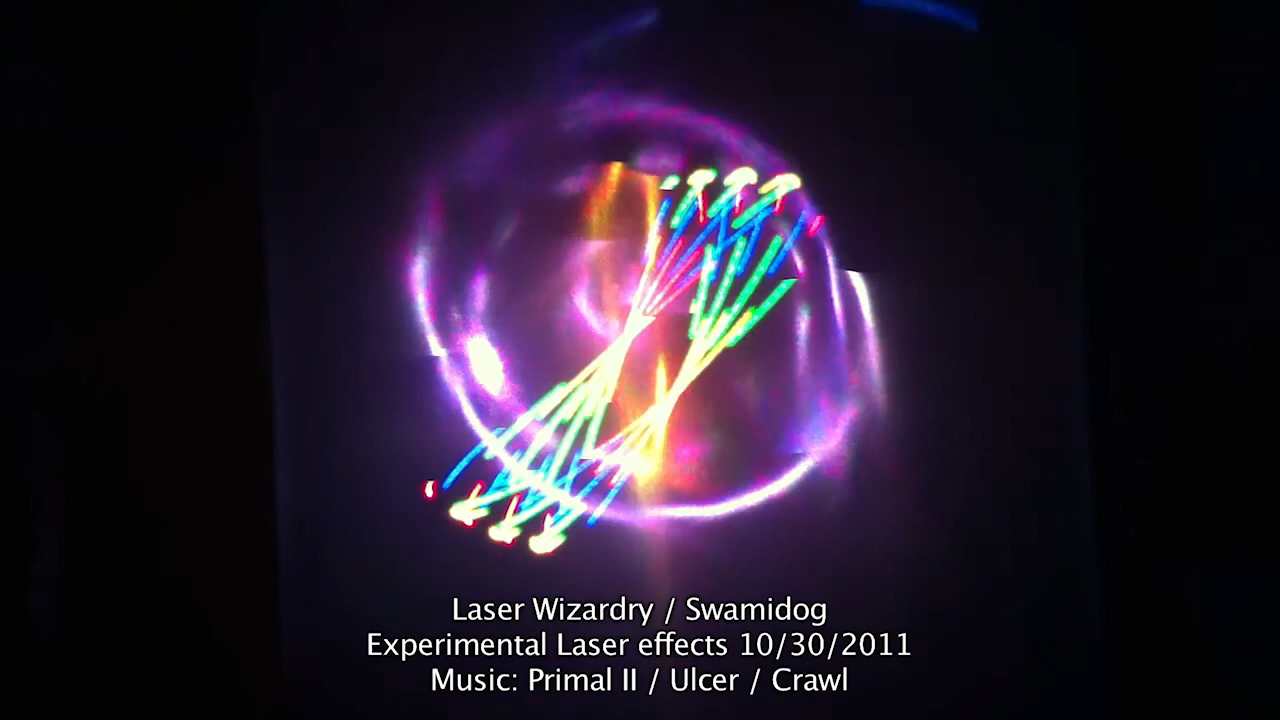 Laser Wizardry / Swamidog
Experimental Laser effects 10/30/2011
Music: Primal II / Ulcer / Crawl